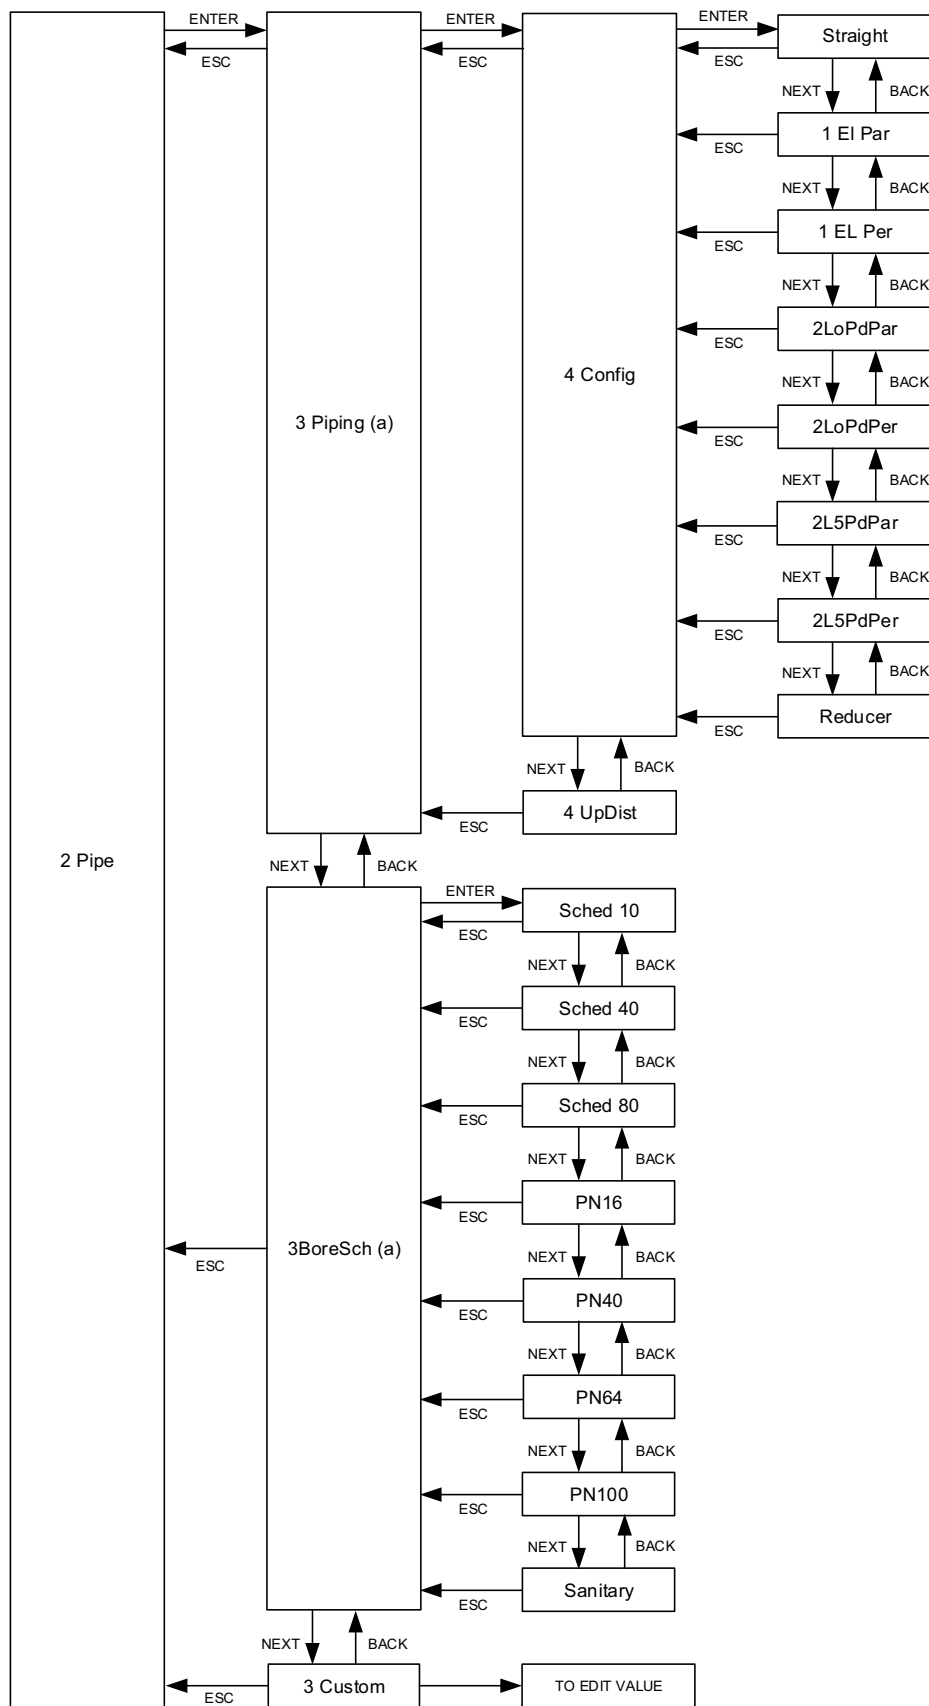 ENTER
ENTER
ENTER
Straight
ESC
ESC
ESC
NEXT
BACK
1 El Par
ESC
NEXT
BACK
1 EL Per
ESC
NEXT
BACK
2LoPdPar
ESC
4 Config
NEXT
BACK
3 Piping (a)
2LoPdPer
ESC
NEXT
BACK
2L5PdPar
ESC
NEXT
BACK
2L5PdPer
ESC
NEXT
BACK
Reducer
ESC
NEXT
BACK
4 UpDist
ESC
2 Pipe
NEXT
BACK
ENTER
Sched 10
ESC
NEXT
BACK
Sched 40
ESC
NEXT
BACK
Sched 80
ESC
NEXT
BACK
PN16
ESC
3BoreSch (a)
ESC
NEXT
BACK
PN40
ESC
NEXT
BACK
PN64
ESC
NEXT
BACK
PN100
ESC
NEXT
BACK
Sanitary
ESC
NEXT
BACK
3 Custom
ESC
TO EDIT VALUE